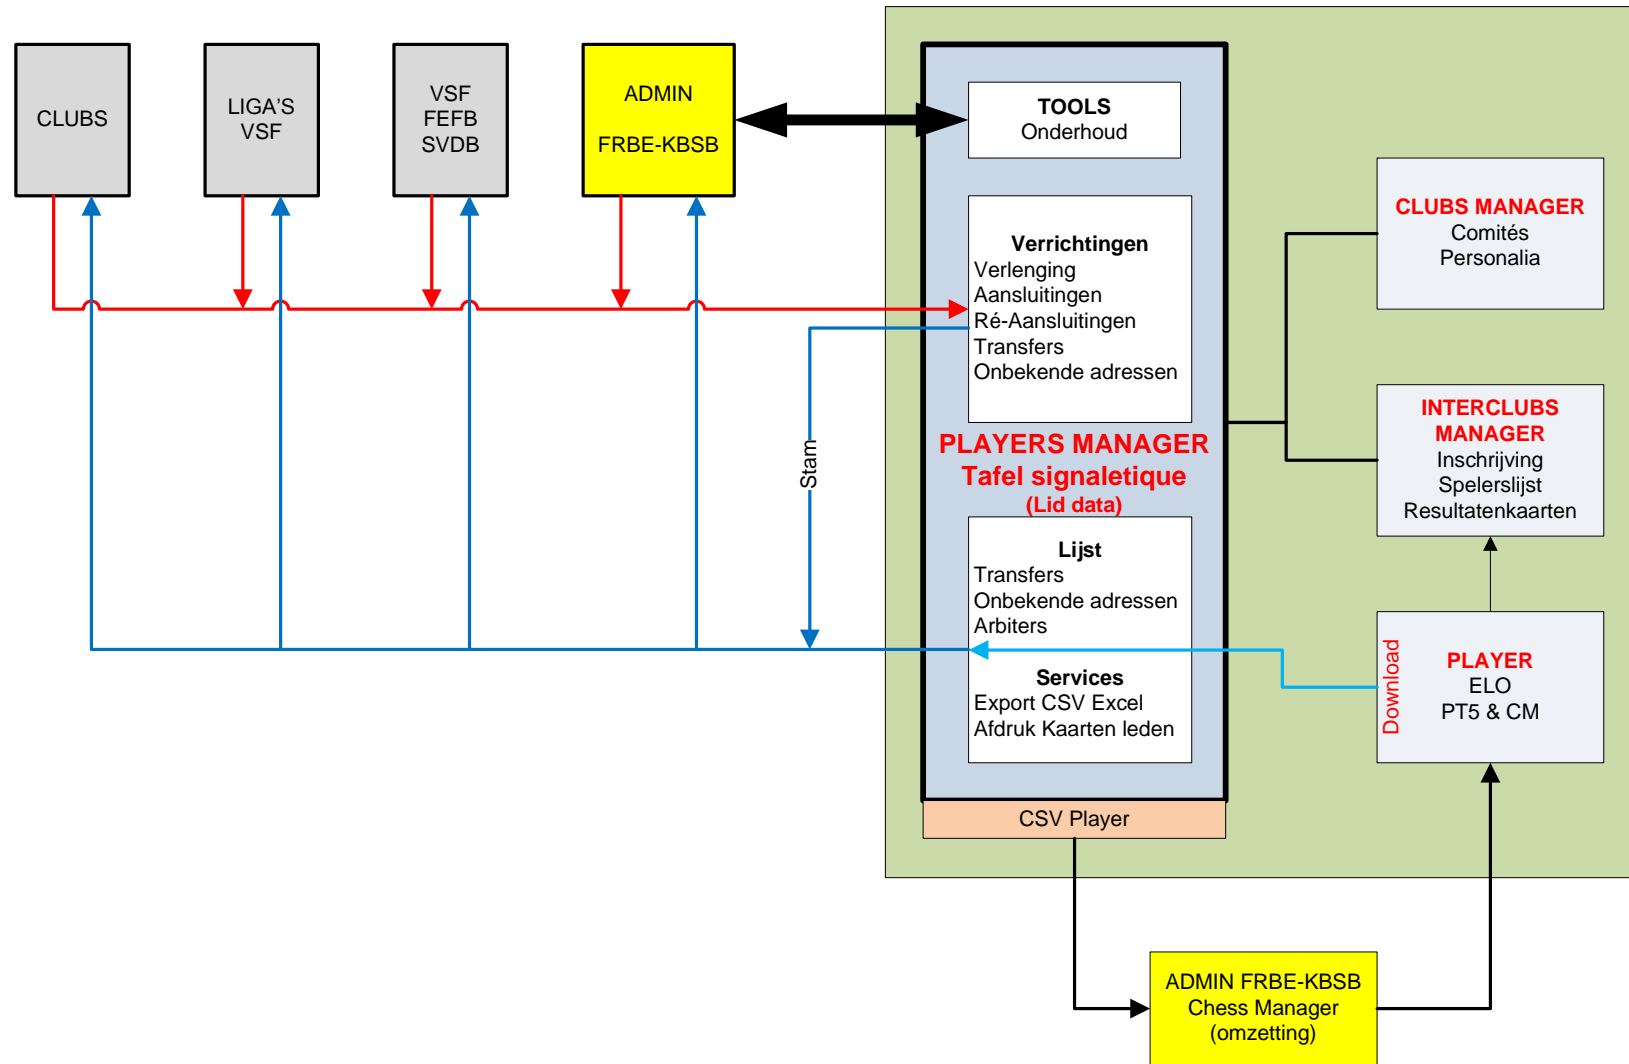 CLUBS
LIGA'S
VSF
VSF
FEFB
SVDB
ADMIN
FRBE-KBSB
TOOLS
Onderhoud
Verrichtingen
Verlenging
Aansluitingen
Ré-Aansluitingen
Transfers
Onbekende adressen
PLAYERS MANAGER
Tafel signaletique
(Lid data)
Lijst
Transfers
Onbekende adressen
Arbiters
Services
Export CSV Excel
Afdruk Kaarten leden
CSV Player
Stam
CLUBS MANAGER
Comités
Personalia
INTERCLUBS
MANAGER
Inschrijving
Spelerslijst
Resultatenkaarten
Download
PLAYER
ELO
PT5 & CM
ADMIN FRBE-KBSB
Chess Manager
(omzetting)